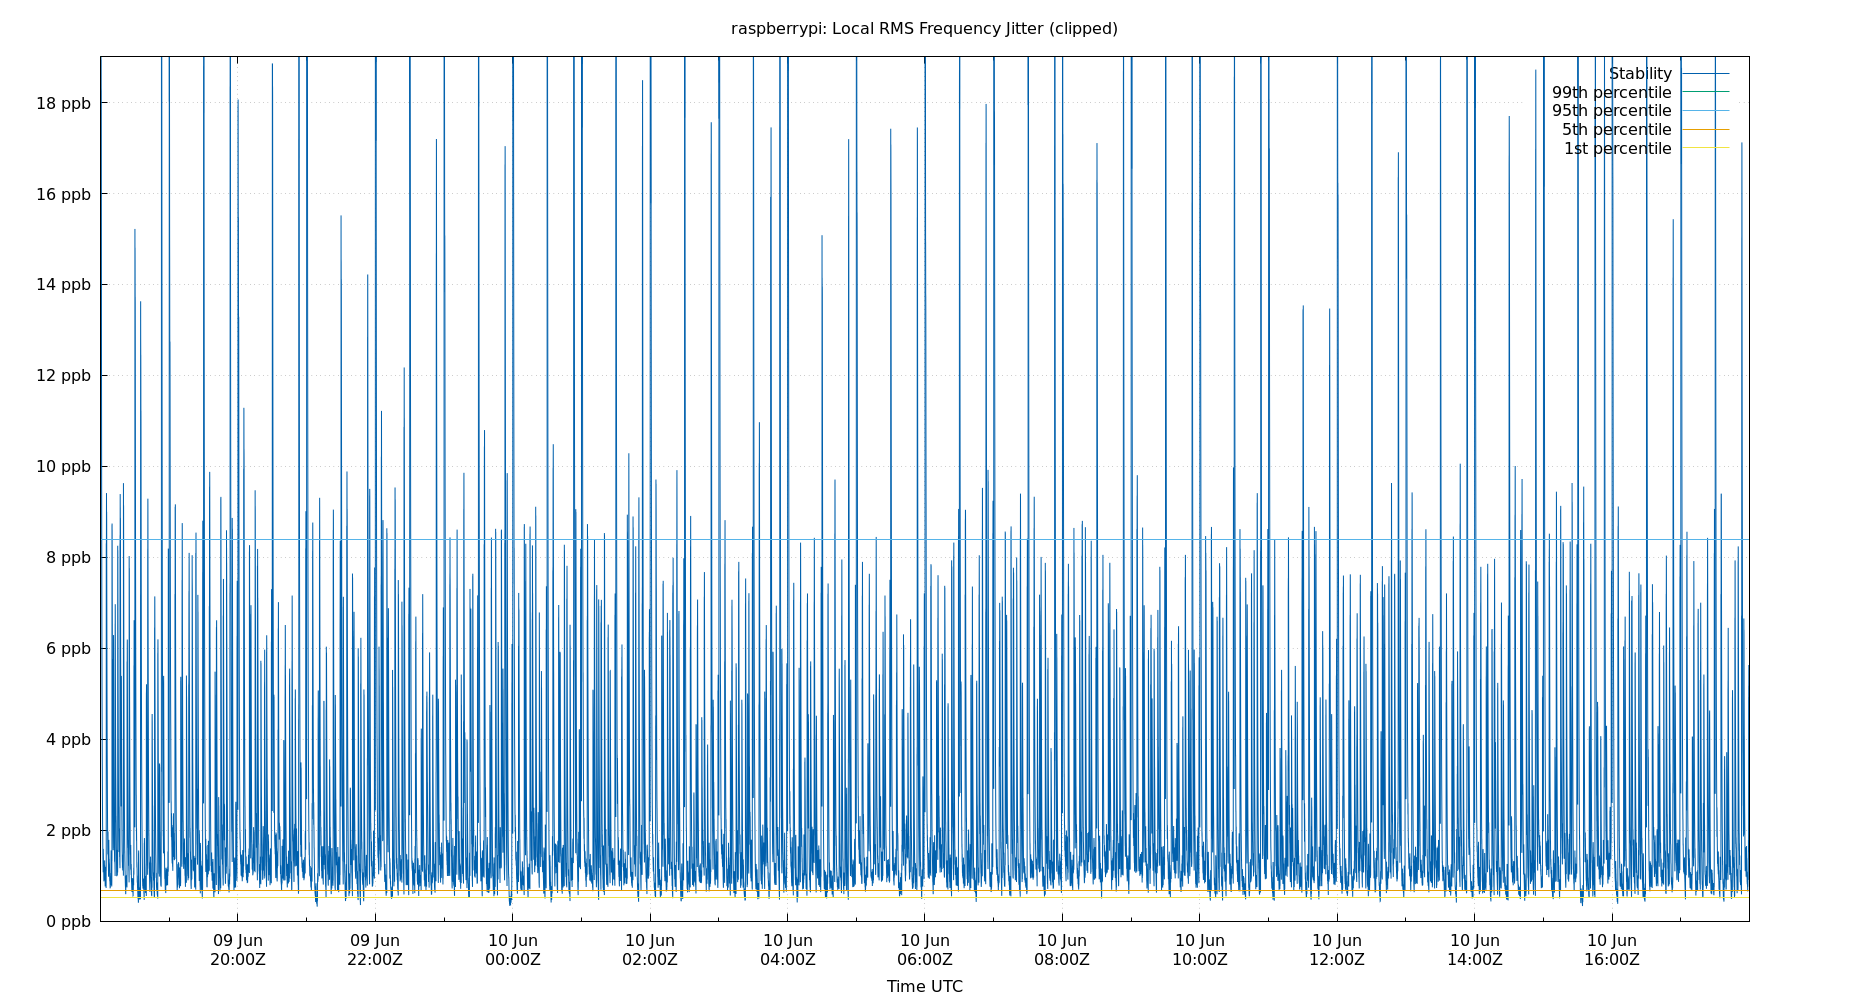 raspberrypi: Local RMS Frequency Jitter (clipped)
Stability
99th percentile
95th percentile
5th percentile
1st percentile
18 ppb
16 ppb
14 ppb
12 ppb
10 ppb
8 ppb
6 ppb
4 ppb
2 ppb
0 ppb
09 Jun 09 Jun 10 Jun 10 Jun 10 Jun 10 Jun 10 Jun 10 Jun 10 Jun 10 Jun 10 Jun
20:00Z 22:00Z 00:00Z 02:00Z 04:00Z 06:00Z 08:00Z 10:00Z 12:00Z 14:00Z 16:00Z
Time UTC